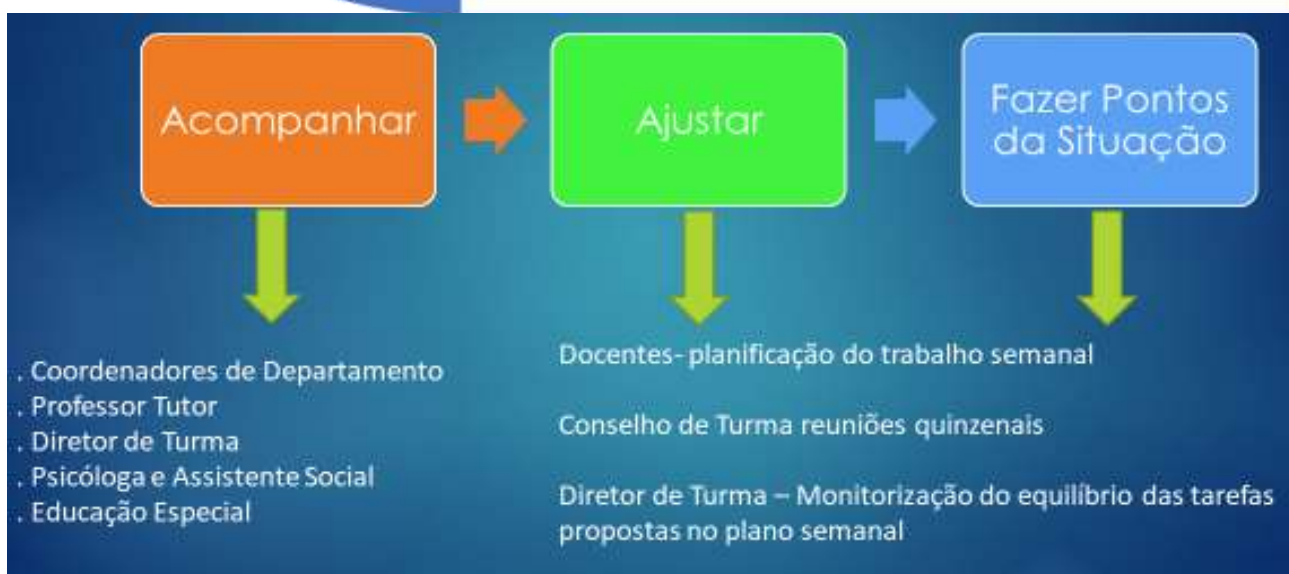 Acompanhar
Ajustar
Fazer Pontos
da Situação
. Coordenadores de Departamento
. Professor Tutor
. Diretor de Turma
. Psicóloga e Assistente Social
. Educação Especial
Docentes- planificação do trabalho semanal
Conselho de Turma reuniões quinzenais
Diretor de Turma – Monitorização do equilíbrio das tarefas
propostas no plano semanal